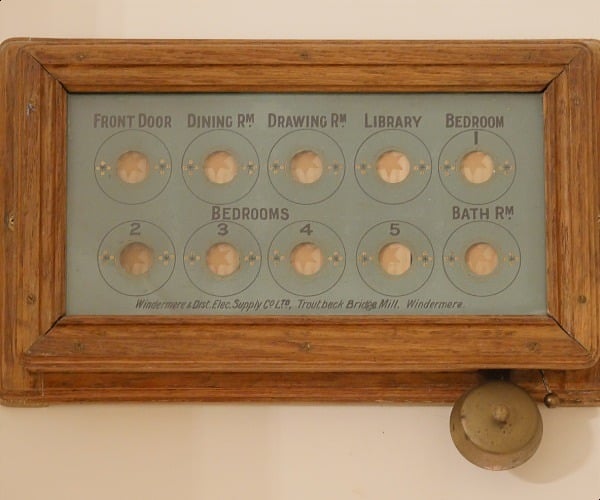 FRONT DOOR DINING RM DRAWING RM LIBRARY BEDROOM
1
BEDROOMS BATH RM
2 3 4 5
Windermere & Dist. Elec. Supply Co LTD, Troutbeck Bridge Mill, Windermere.